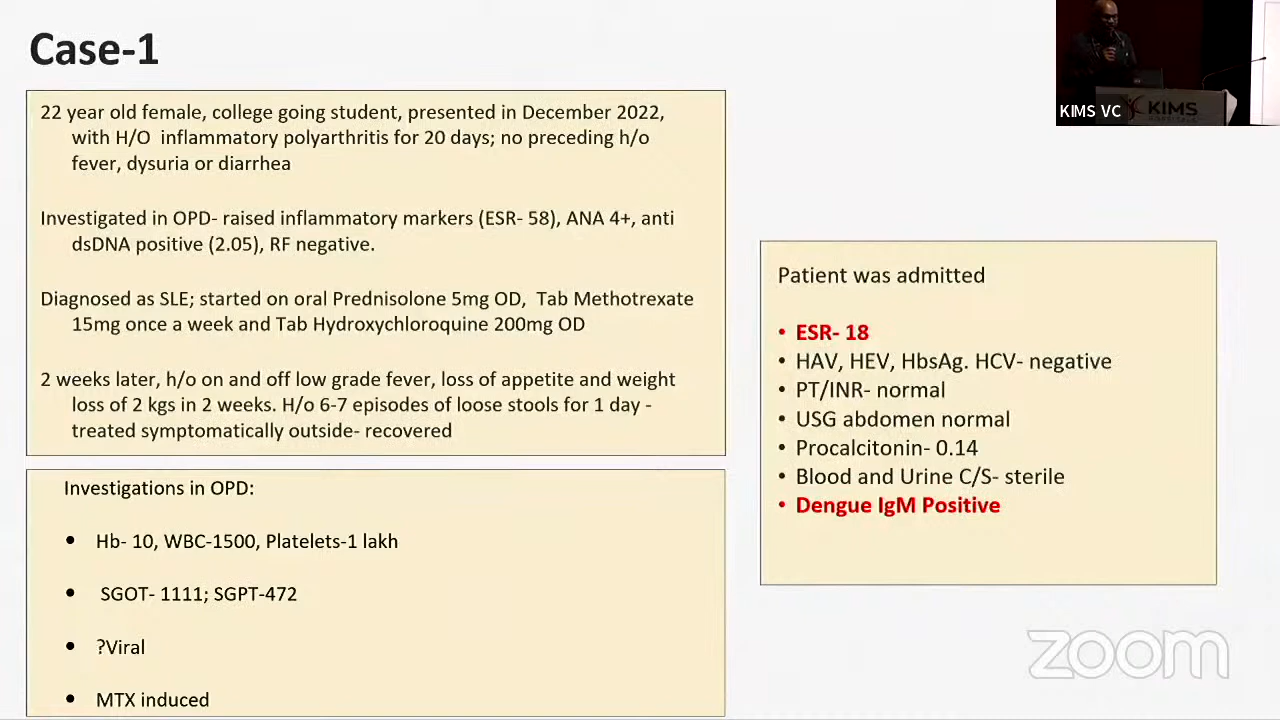 Case-1
22 year old female, college going student, presented in December 2022,
with H/O inflammatory polyarthritis for 20 days; no preceding h/o
fever, dysuria or diarrhea
Investigated in OPD- raised inflammatory markers (ESR- 58), ANA 4+, anti
dsDNA positive (2.05), RF negative.
Diagnosed as SLE; started on oral Prednisolone 5mg OD, Tab Methotrexate
15mg once a week and Tab Hydroxychloroquine 200mg OD
2 weeks later, h/o on and off low grade fever, loss of appetite and weight
loss of 2 kgs in 2 weeks. H/o 6-7 episodes of loose stools for 1 day -
treated symptomatically outside- recovered
Investigations in OPD:
• Hb- 10, WBC-1500, Platelets-1 lakh
• SGOT- 1111; SGPT-472
• ?Viral
• MTX induced
Patient was admitted
• ESR- 18
• HAV, HEV, HbsAg. HCV- negative
• PT/INR- normal
• USG abdomen normal
• Procalcitonin- 0.14
• Blood and Urine C/S- sterile
• Dengue IgM Positive
KIMS
KIMS VC
zoom